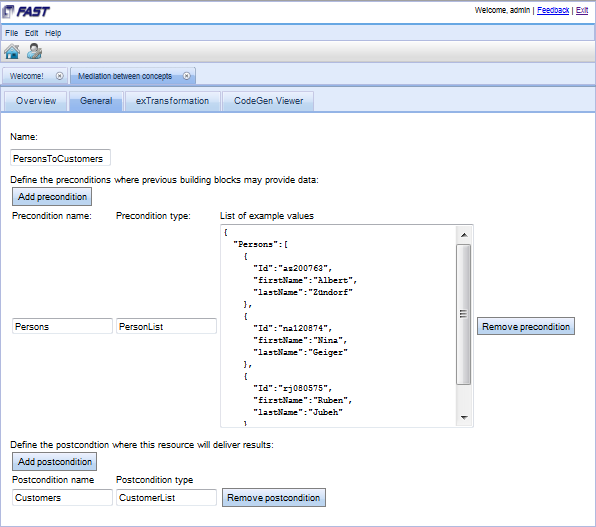 FAST
Welcome, admin | Feedback | Exit
File Edit Help
Welcome! Mediation between concepts
Overview General exTransformation CodeGen Viewer
Name:
PersonsToCustomers
Define the preconditions where previous building blocks may provide data:
Add precondition
Precondition name: Precondition type: List of example values
{
"Persons":[
{
"Id":"az200763",
"firstName":"Albert",
"lastName":"Zündorf"
},
{
"Id":"na120874",
"firstName":"Nina",
"lastName":"Geiger"
},
{
"Id":"rj080575",
"firstName":"Ruben",
"lastName":"Jubeh"
}
Persons PersonList Remove precondition
Define the postcondtion where this resource will deliver results:
Add postcondition
Postcondition name Postcondition type
Customers CustomerList Remove postcondition